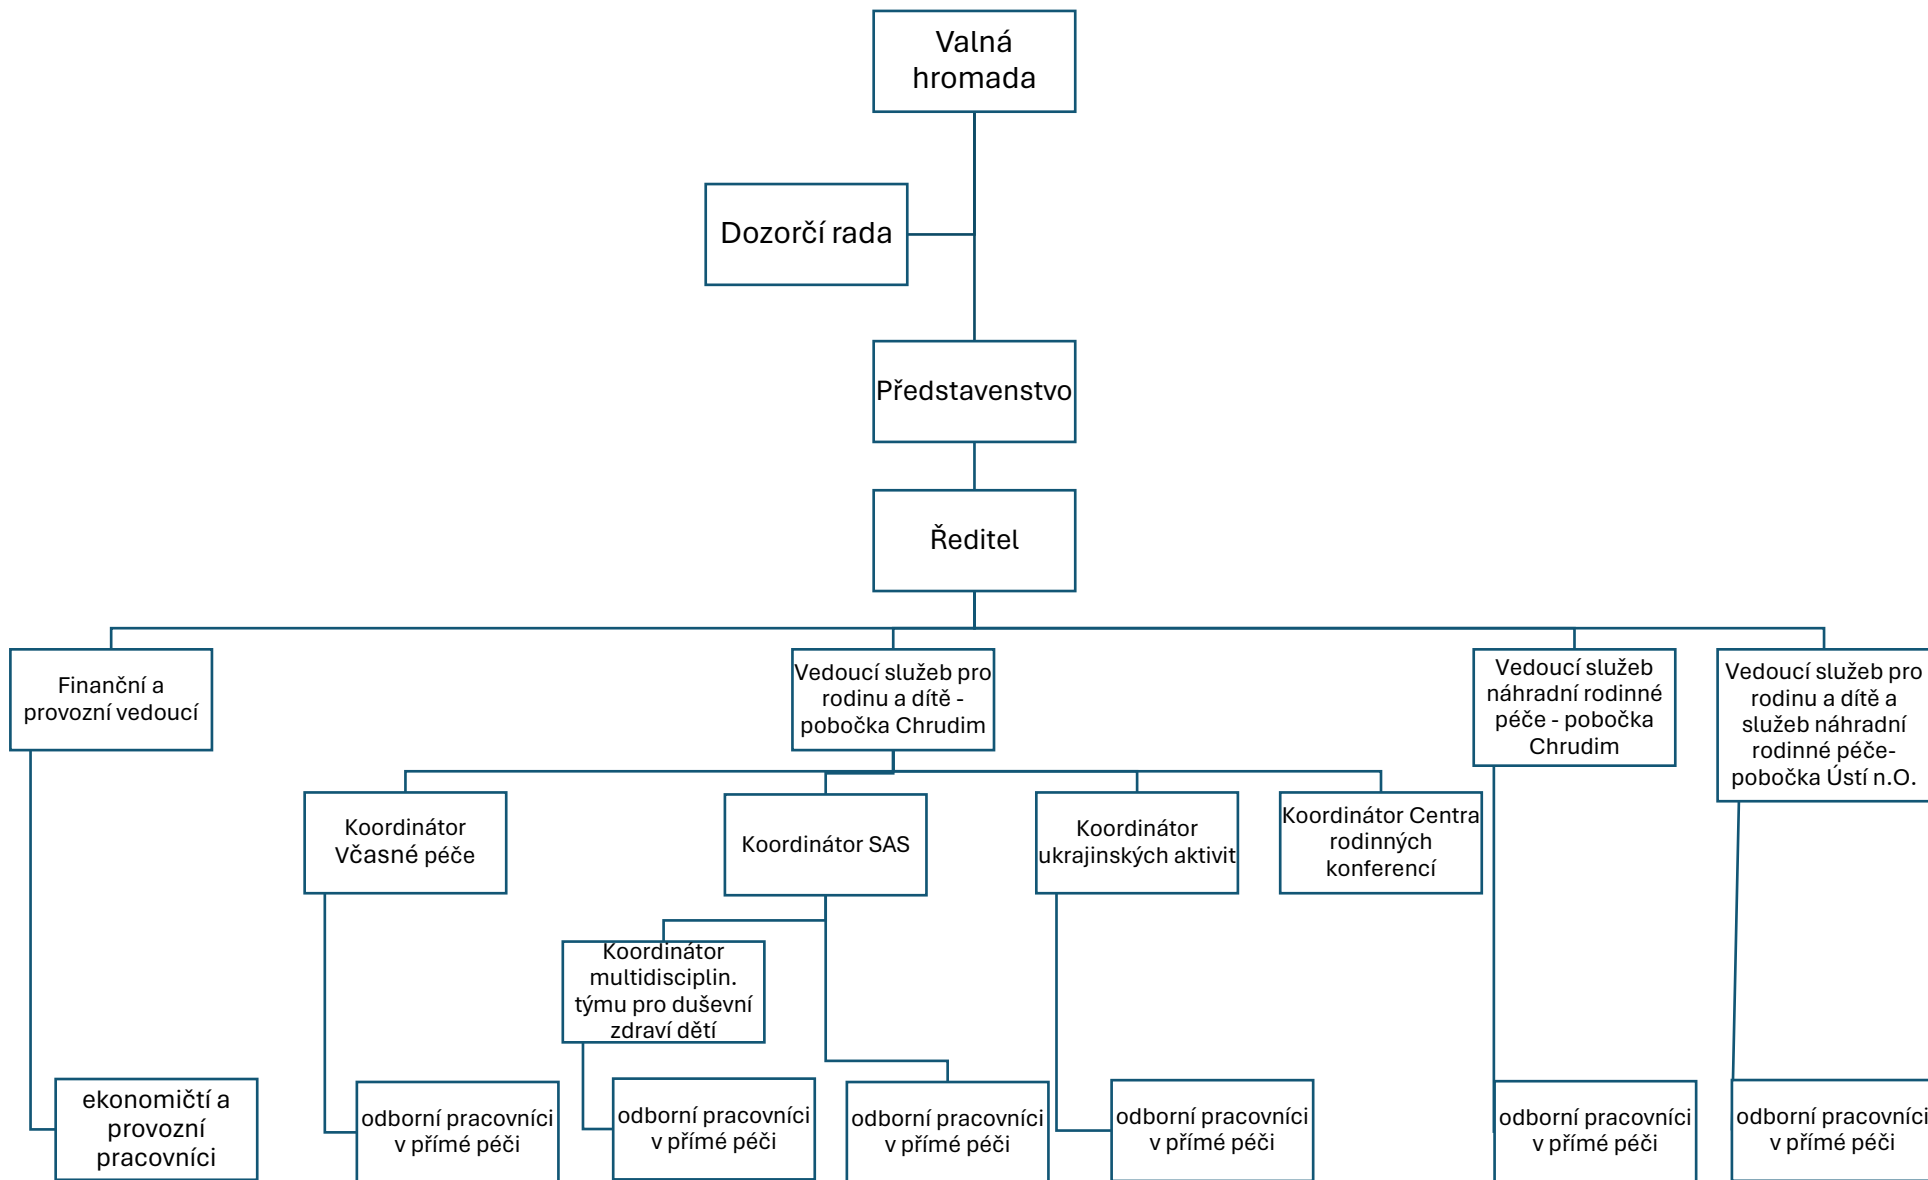 Valná
hromada
Dozorčí rada
Představenstvo
Ředitel
Finanční a
provozní vedoucí
Vedoucí služeb pro
rodinu a dítě -
pobočka Chrudim
Vedoucí služeb
náhradní rodinné
péče - pobočka
Chrudim
Vedoucí služeb pro
rodinu a dítě a
služeb náhradní
rodinné péče-
pobočka Ústí n.O.
Koordinátor
Včasné péče
Koordinátor SAS
Koordinátor
ukrajinských aktivit
Koordinátor Centra
rodinných
konferencí
Koordinátor
multidisciplin.
týmu pro duševní
zdraví dětí
ekonomičtí a
provozní
pracovníci
odborní pracovníci
v přímé péči
odborní pracovníci
v přímé péči
odborní pracovníci
v přímé péči
odborní pracovníci
v přímé péči
odborní pracovníci
v přímé péči
odborní pracovníci
v přímé péči